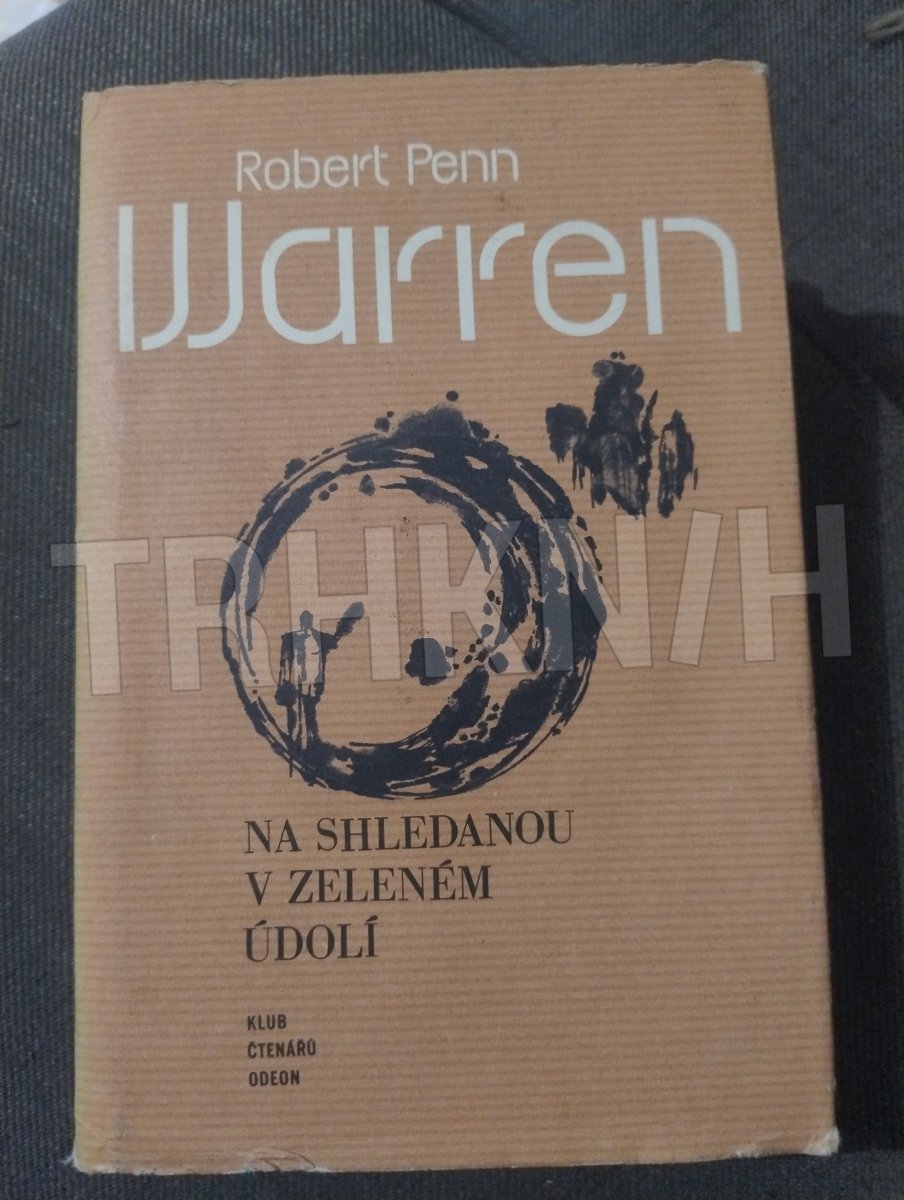 Robert Penn
Warren
TRHKNIH
NA SHLEDANOU
V ZELENÉM
ÚDOLÍ
KLUB
ČTENÁŘŮ
ODEON